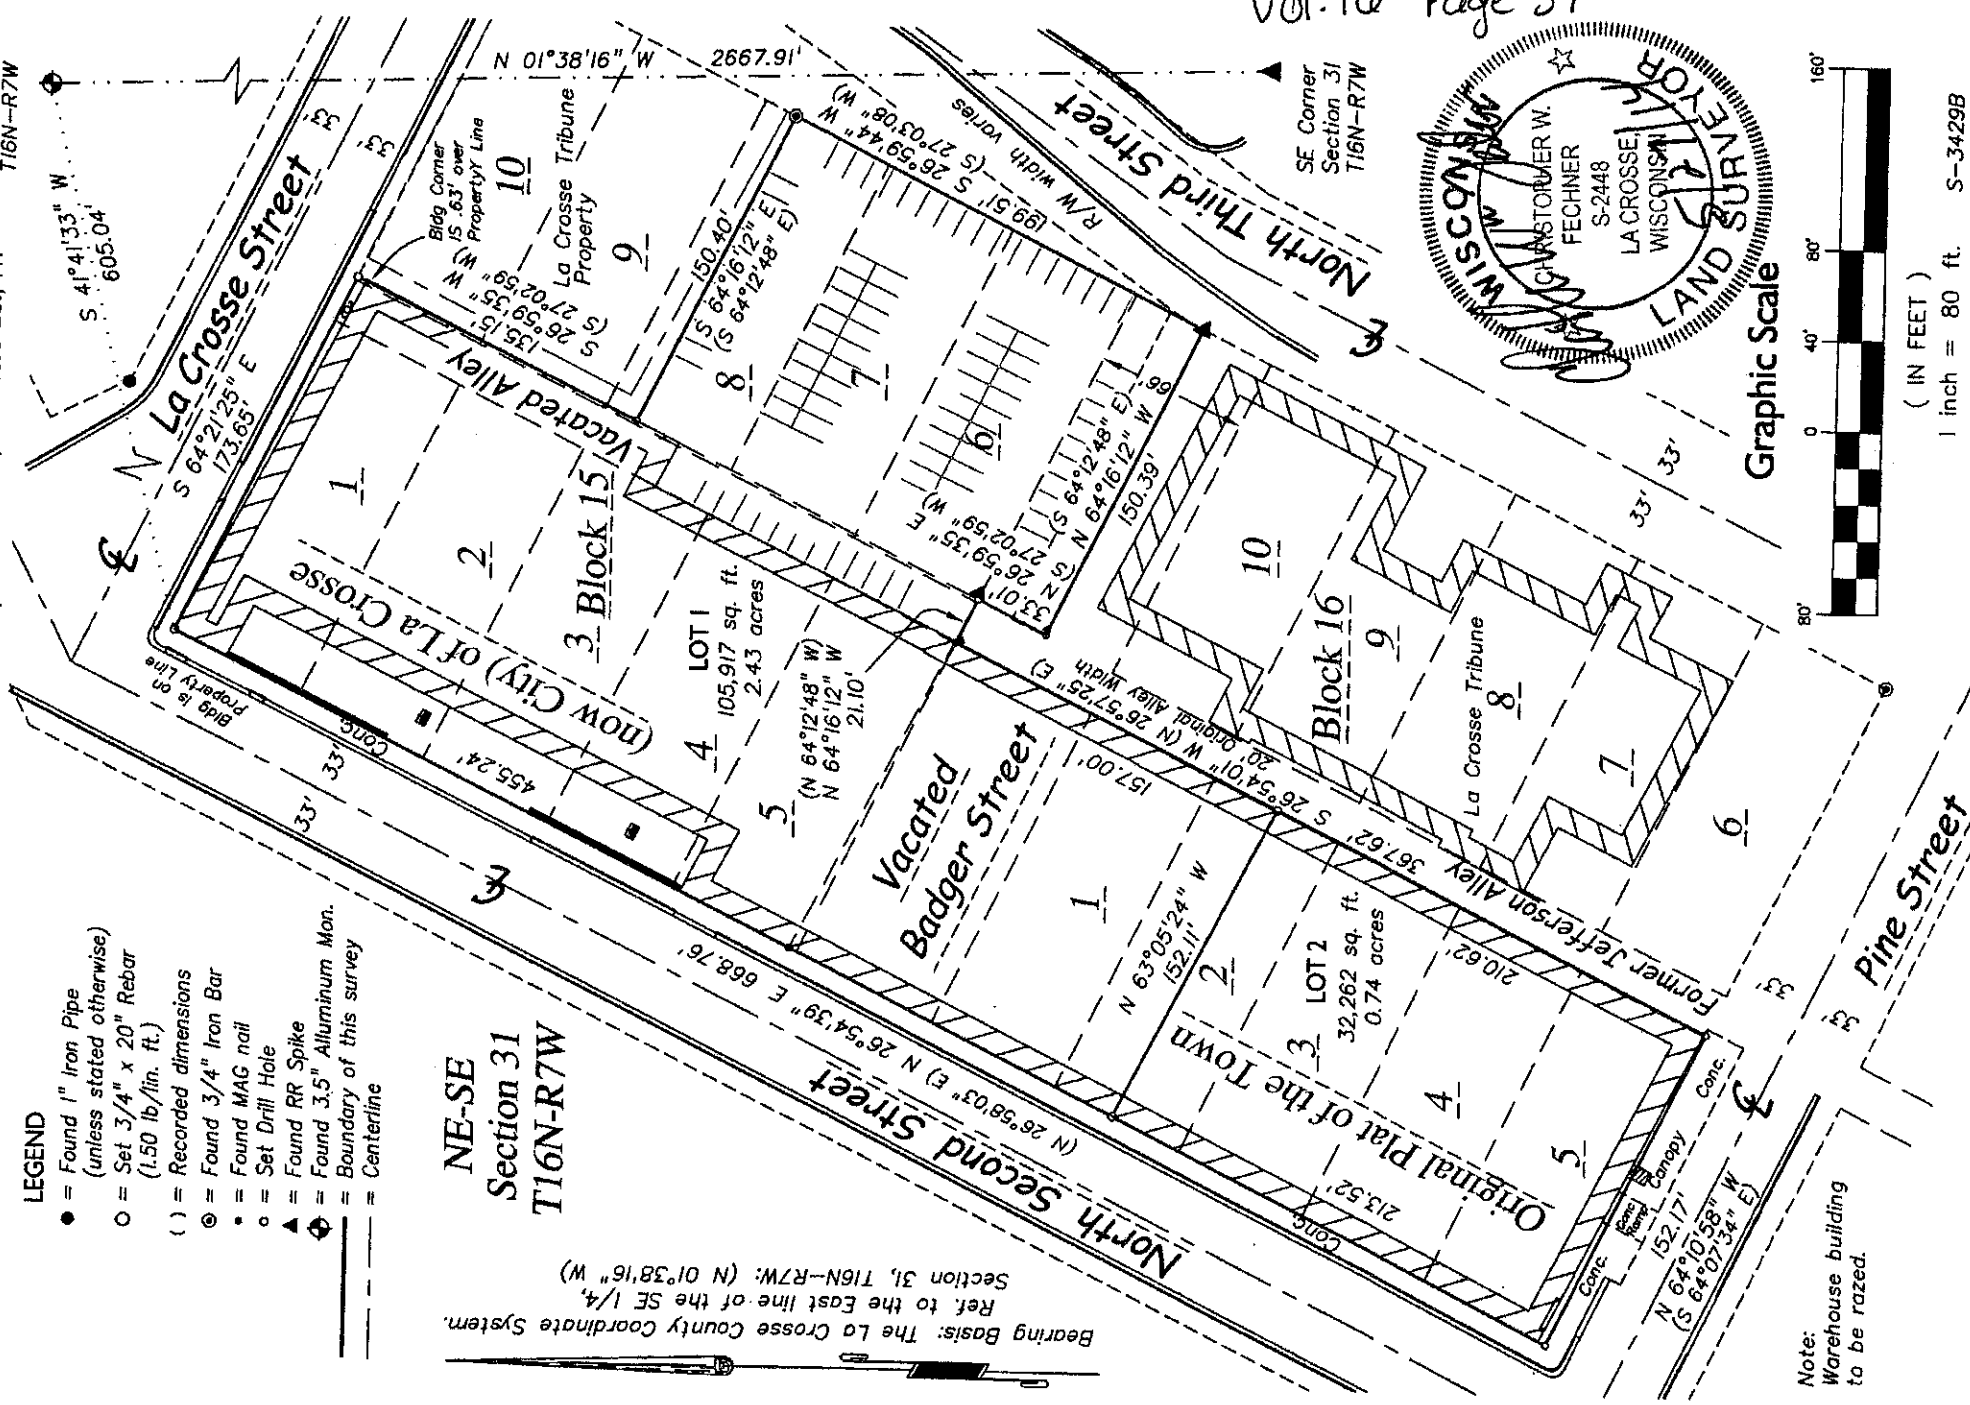 T16N-R7W
S 41°41'33" W
605.04'
N 01°38'16" W 2667.91'
SE Corner
Section 31
T16N-R7W
La Crosse Street
33'
33'
N
S 64°21'25" E
173.65'
Bldg Corner
IS .63' over
PropertyY Line
10
La Crosse Tribune
Property
9
S 26°59'35" W
(S 27°02'59" W)
135.15'
150.40'
S 64°16'12" E
(S 64°12'48" E)
S 26°59'44" W
(S 27°03'08" W)
199.51'
R/W width varies
North Third Street
Vacated Alley
8
7
6
66'
(S 64°12'48" E)
N 64°16'12" W
150.39'
N 26°59'35" E
(S 27°02'59" W)
33.01'
1
2
3 Block 15
LOT 1
105,917 sq. ft.
2.43 acres
4
5
(N 64°12'48" W)
N 64°16'12" W
21.10'
(now City) of La Crosse
Bldg is on
Property Line
Conc.
455.24'
33'
33'
Vacated
Badger Street
1
157.00'
S 26°54'01" W (N 26°57'25" E)
20' Original Alley Width
367.62'
Former Jefferson Alley
N 63°05'24" W
152.11'
2
3
LOT 2
32,262 sq. ft.
0.74 acres
210.62'
4
5
Original Plat of the Town
213.52'
Conc
(N 26°58'03" E) N 26°54'39" E 668.76'
North Second Street
10
Block 16
9
La Crosse Tribune
8
7
6
33'
33'
33'
33'
Pine Street
Conc.
Canopy
Conc
Ramp
Conc.
152.17'
N 64°10'58" W
(S 64°07'34" E)
LEGEND
= Found 1" Iron Pipe
(unless stated otherwise)
= Set 3/4" x 20" Rebar
(1.50 lb/lin. ft.)
( ) = Recorded dimensions
= Found 3/4" Iron Bar
= Found MAG nail
= Set Drill Hole
= Found RR Spike
= Found 3.5" Alluminum Mon.
= Boundary of this survey
= Centerline
NE-SE
Section 31
T16N-R7W
Bearing Basis: The La Crosse County Coordinate System.
Ref. to the East line of the SE 1/4,
Section 31, T16N-R7W: (N 01°38'16" W)
Note:
Warehouse building
to be razed.
WISCONSIN
CHRISTOPHER W.
FECHNER
S-2448
LA CROSSE,
WISCONSIN
LAND SURVEYOR
Graphic Scale
80' 0 40' 80' 160'
( IN FEET )
1 inch = 80 ft.
S-3429B